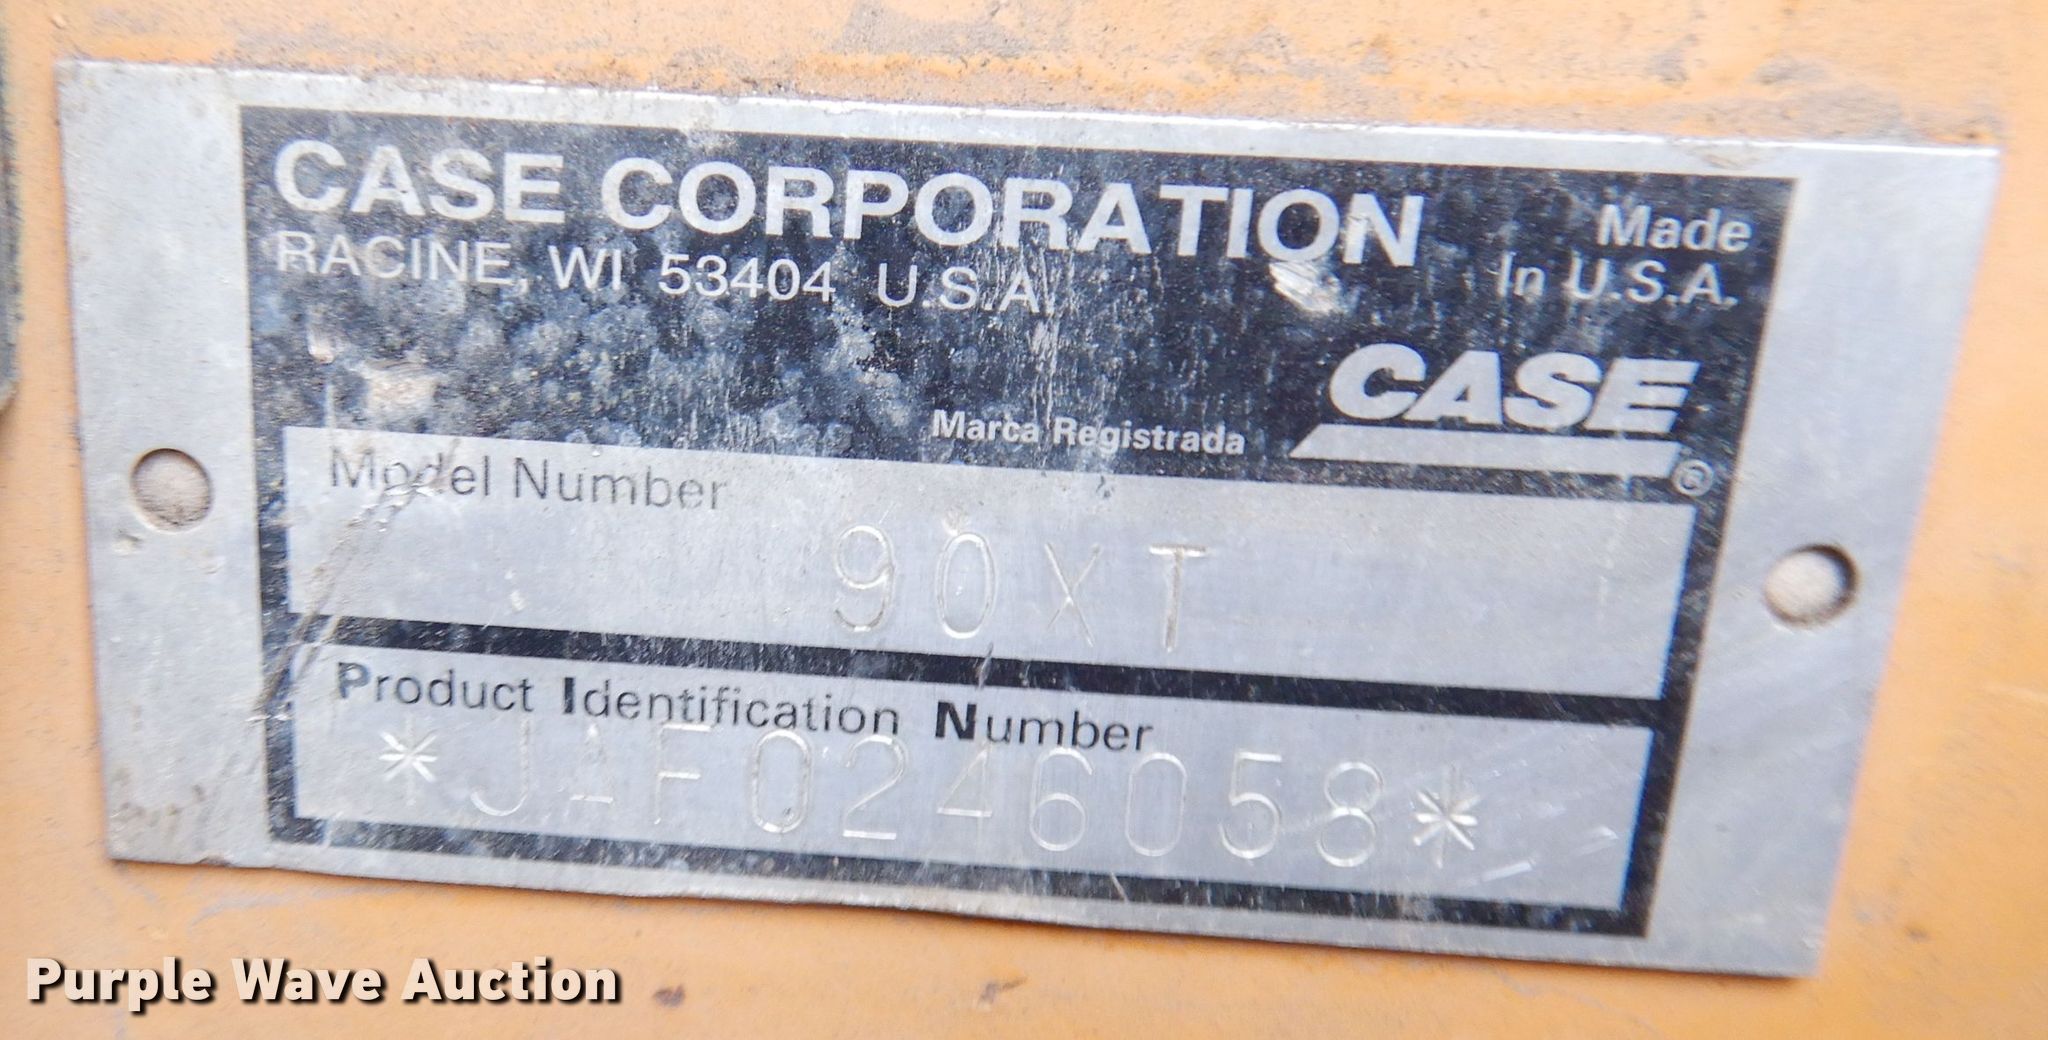 CASE CORPORATION
RACINE, WI 53404 U.S.A.
Made
In U.S.A.
CASE
®
Marca Registrada
Model Number
90XT
Product Identification Number
*JAF0246058*
Purple Wave Auction